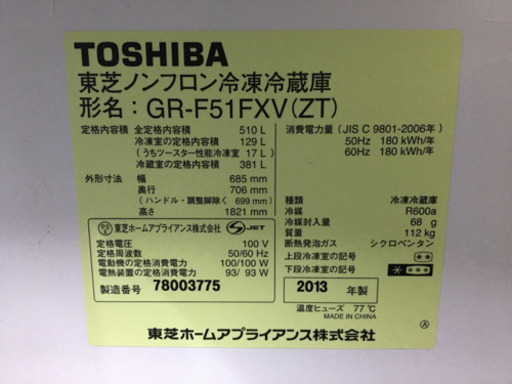 TOSHIBA
東芝ノンフロン冷凍冷蔵庫
形名：GR-F51FXV(ZT)
定格内容積 全定格内容積 510 L
冷凍室の定格内容積 129 L
(うちツースター性能冷凍室 17 L)
冷蔵室の定格内容積 381 L
外形寸法 幅 685 mm
奥行 706 mm
(ハンドル・調整脚除く 699 mm)
高さ 1821 mm
東芝ホームアプライアンス株式会社 JET
定格電圧 100 V
定格周波数 50/60 Hz
電動機の定格消費電力 100/100 W
電熱装置の定格消費電力 93/ 93 W
製造番号 78003775
消費電力量 (JIS C 9801-2006年)
50Hz 180 kWh/年
60Hz 180 kWh/年
種類 冷凍冷蔵庫
冷媒 R600a
冷媒封入量 68 g
質量 112 kg
断熱発泡ガス シクロペンタン
上段冷凍室の記号
下段冷凍室の記号
2013 年製
温度ヒューズ 77℃
MADE IN CHINA
東芝ホームアプライアンス株式会社
Ⓐ